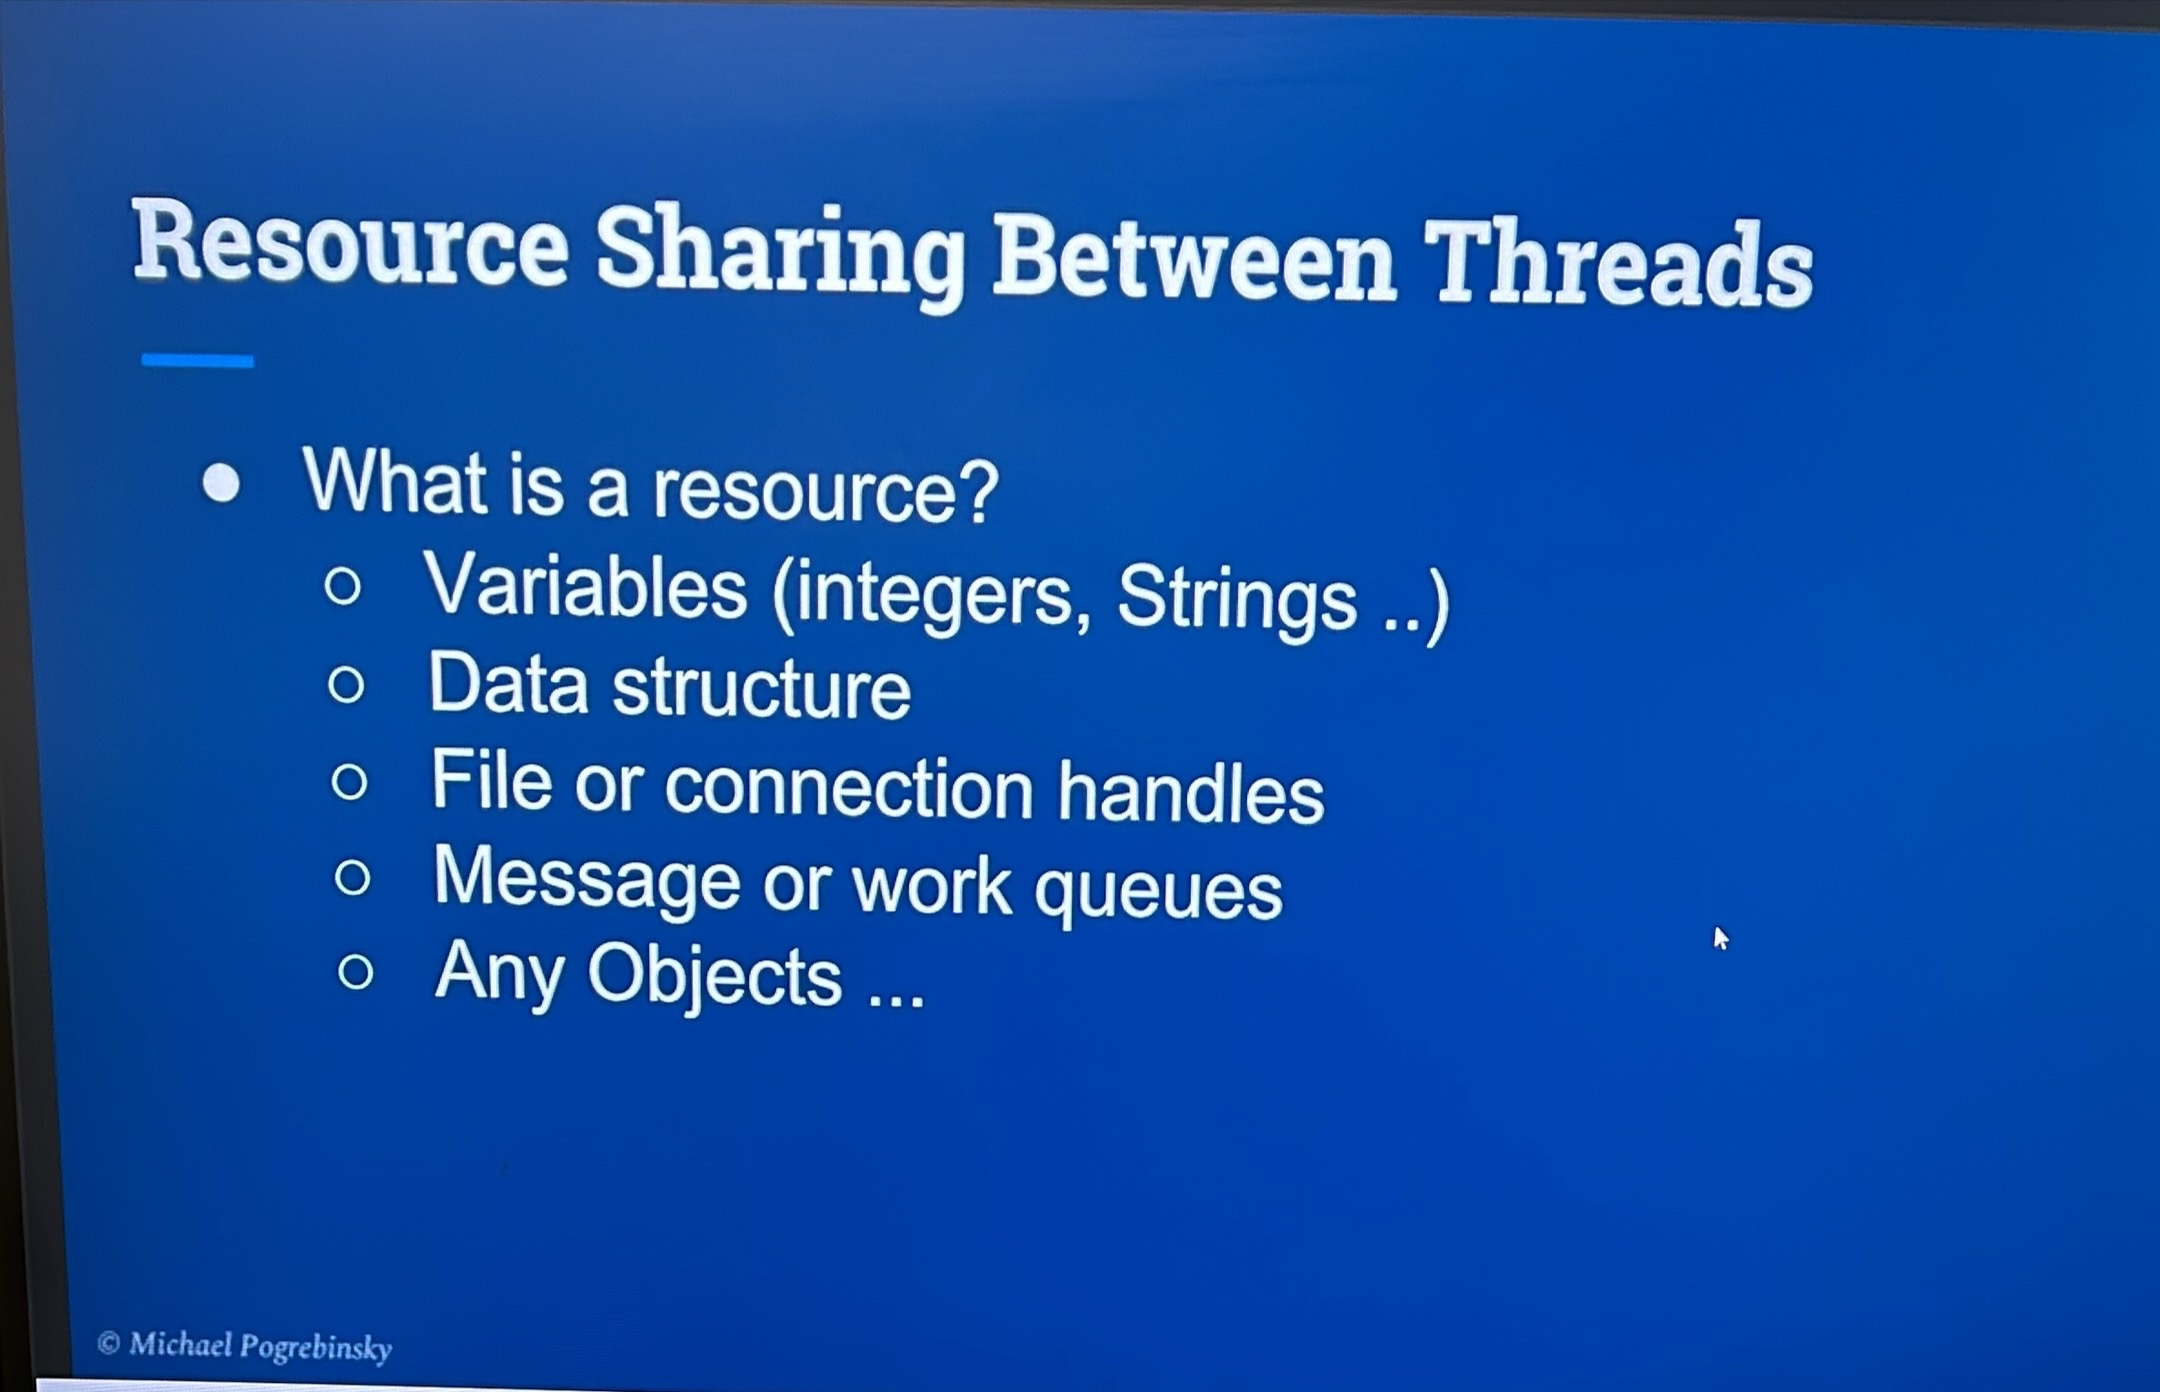 Resource Sharing Between Threads
● What is a resource?
○ Variables (integers, Strings ..)
○ Data structure
○ File or connection handles
○ Message or work queues
○ Any Objects ...
© Michael Pogrebinsky